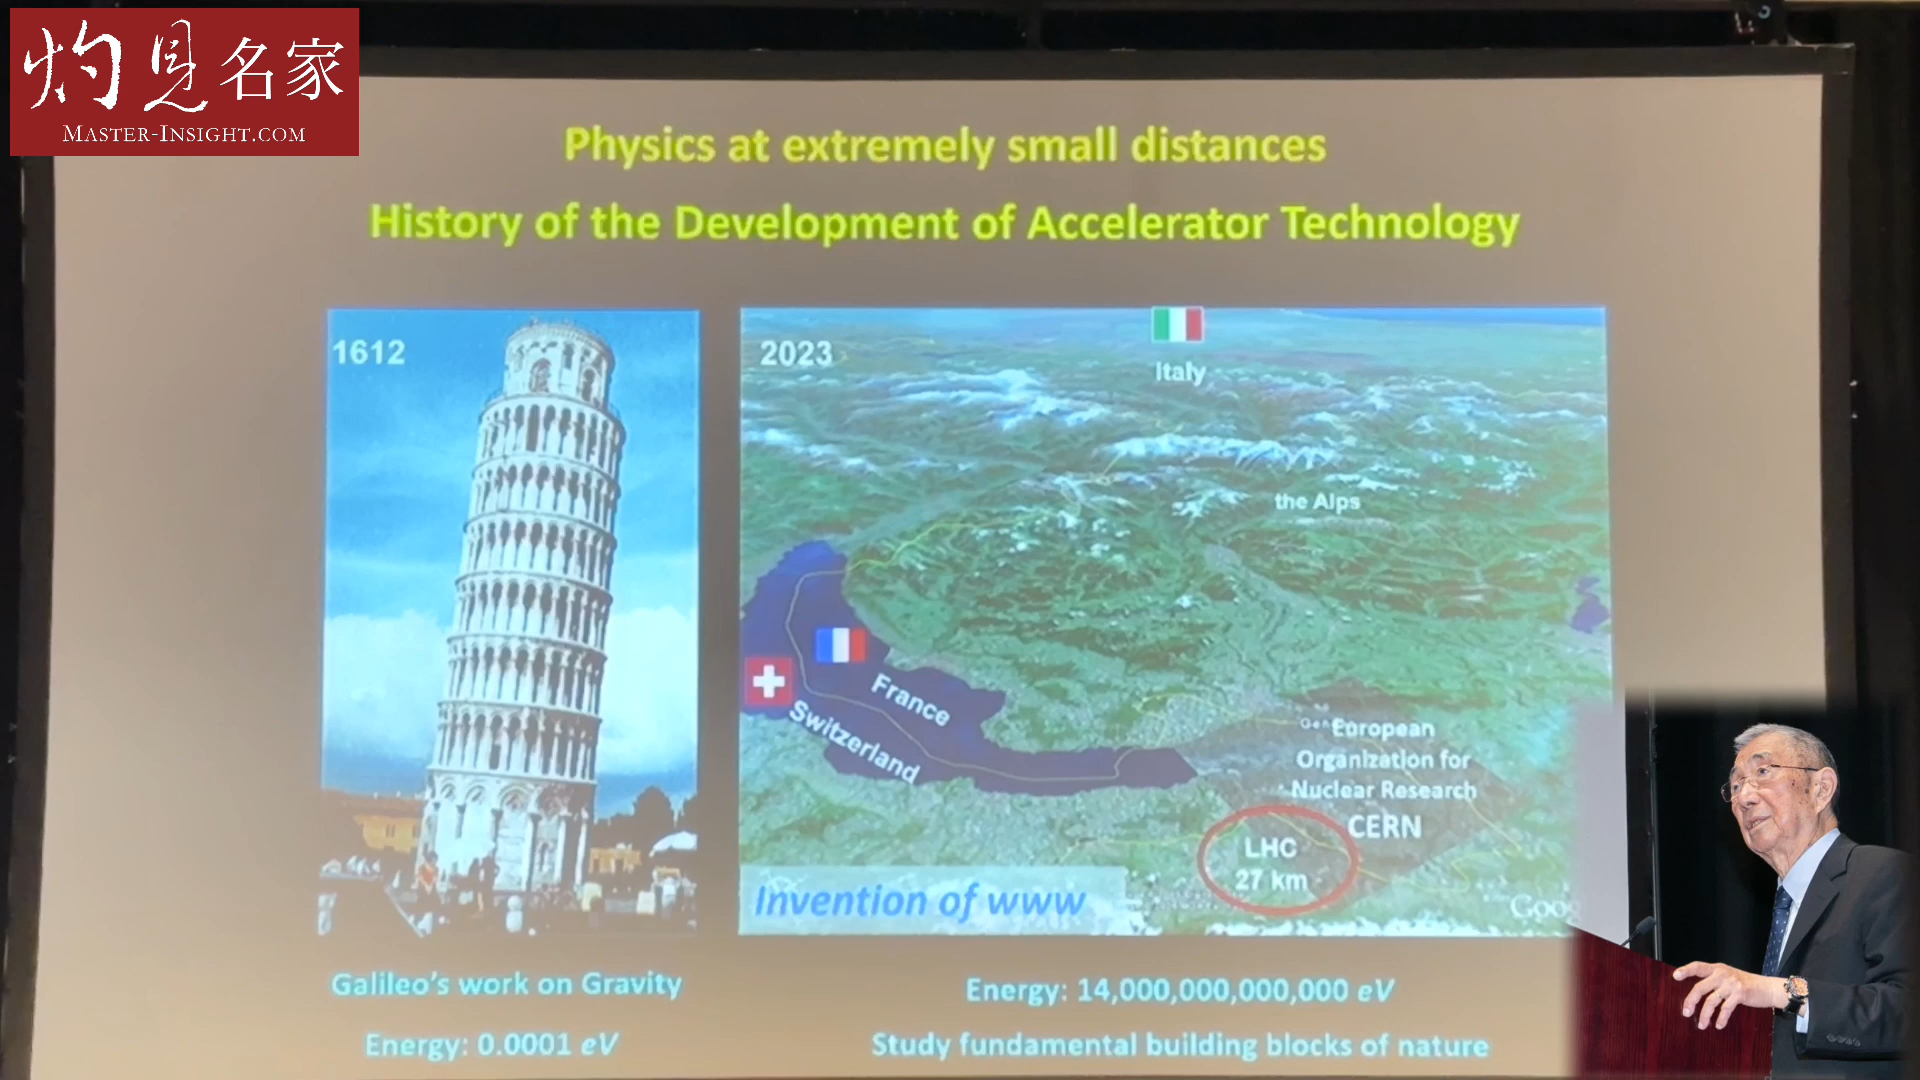 灼見名家
MASTER-INSIGHT.COM
Physics at extremely small distances
History of the Development of Accelerator Technology
1612
2023
Italy
the Alps
France
Switzerland
European
Organization for
Nuclear Research
CERN
LHC
27 km
Invention of www
Galileo's work on Gravity
Energy: 0.0001 eV
Energy: 14,000,000,000,000 eV
Study fundamental building blocks of nature